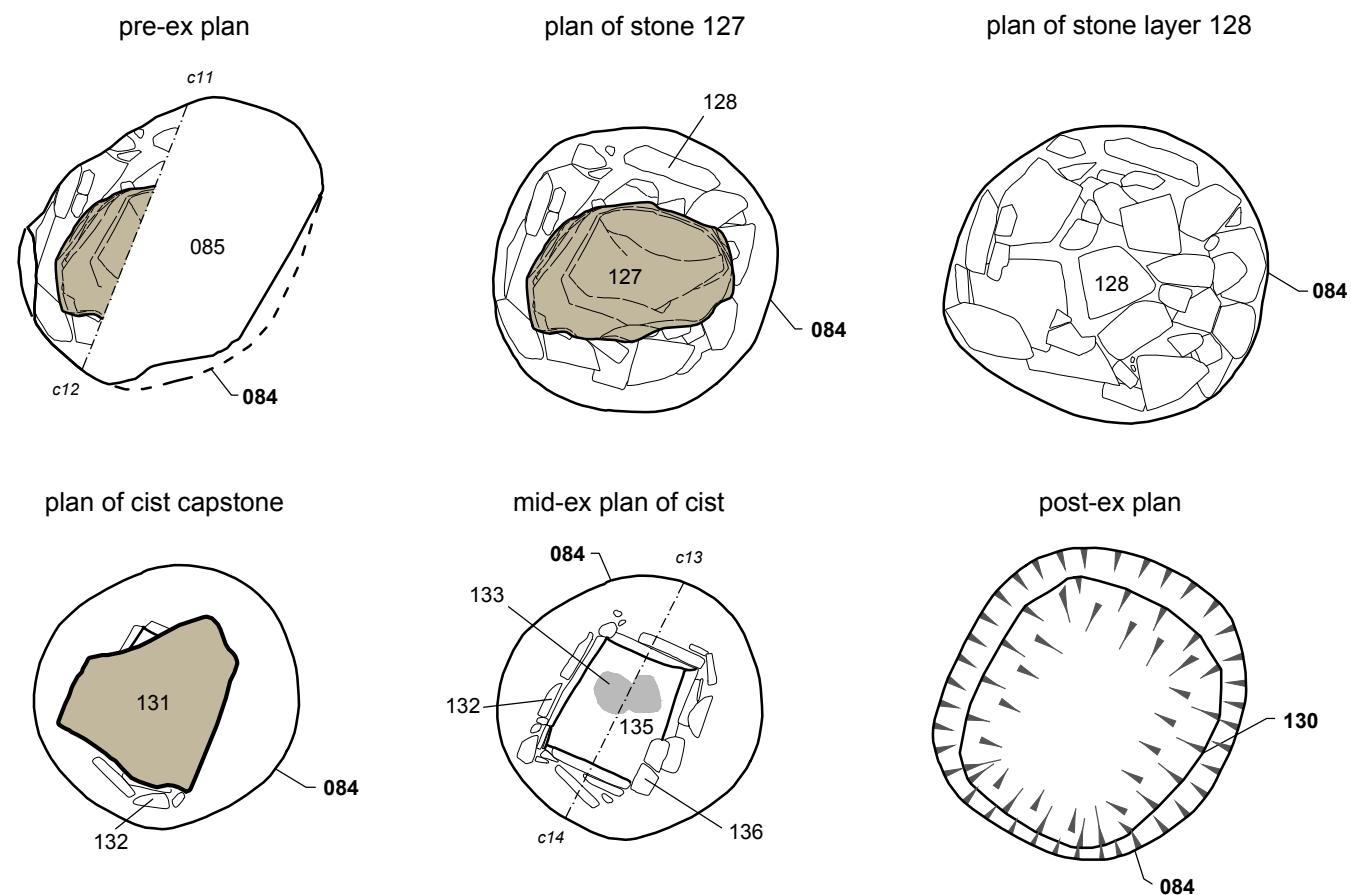 pre-ex plan
c11
085
c12
084
plan of stone 127
128
127
084
plan of stone layer 128
128
084
plan of cist capstone
131
084
132
mid-ex plan of cist
084
c13
133
132
135
136
c14
post-ex plan
130
084